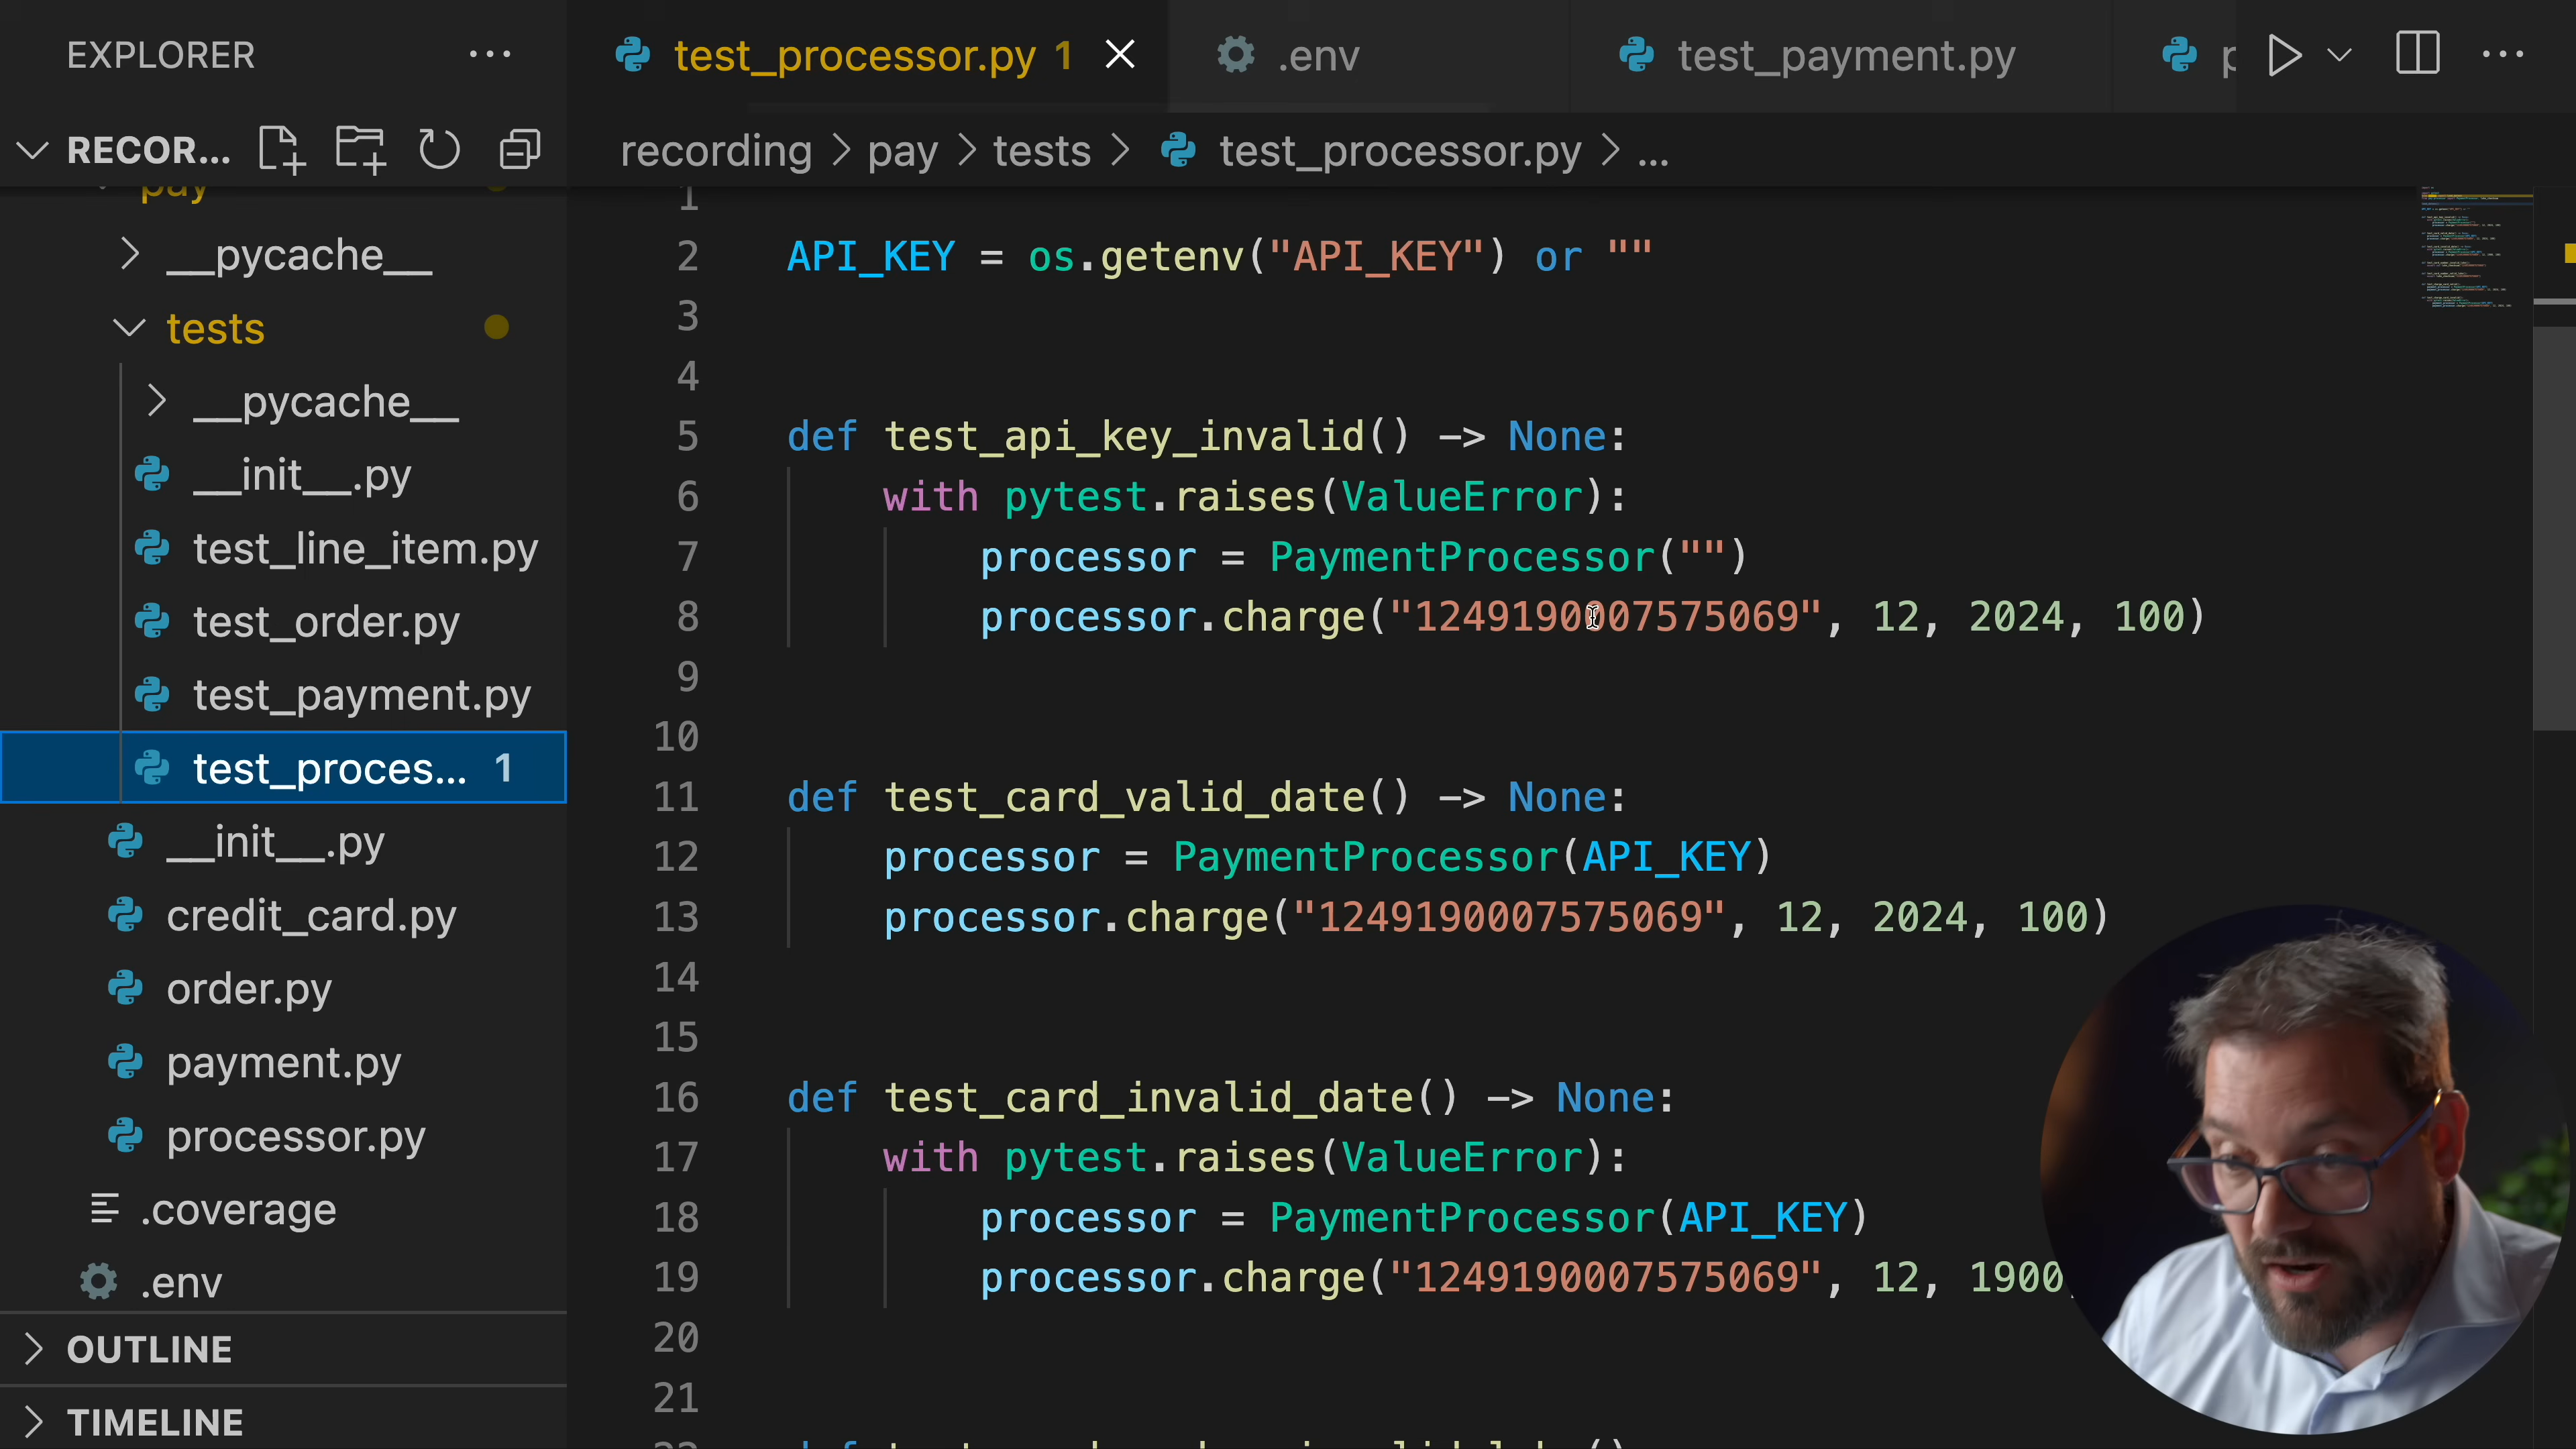 EXPLORER
test_processor.py 1
.env
test_payment.py
RECOR...
recording > pay > tests > test_processor.py > ...
pay
__pycache__
tests
__pycache__
__init__.py
test_line_item.py
test_order.py
test_payment.py
test_proces... 1
__init__.py
credit_card.py
order.py
payment.py
processor.py
.coverage
.env
OUTLINE
TIMELINE
1
2 API_KEY = os.getenv("API_KEY") or ""
3
4
5 def test_api_key_invalid() -> None:
6 with pytest.raises(ValueError):
7 processor = PaymentProcessor("")
8 processor.charge("1249190007575069", 12, 2024, 100)
9
10
11 def test_card_valid_date() -> None:
12 processor = PaymentProcessor(API_KEY)
13 processor.charge("1249190007575069", 12, 2024, 100)
14
15
16 def test_card_invalid_date() -> None:
17 with pytest.raises(ValueError):
18 processor = PaymentProcessor(API_KEY)
19 processor.charge("1249190007575069", 12, 1900,
20
21